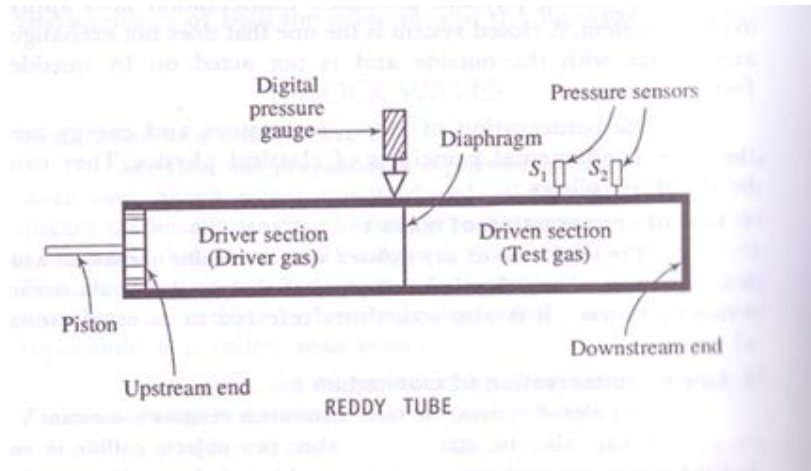 Digital
pressure
gauge
Pressure sensors
Diaphragm
S₁
S₂
Driver section
(Driver gas)
Driven section
(Test gas)
Piston
Downstream end
Upstream end
REDDY TUBE